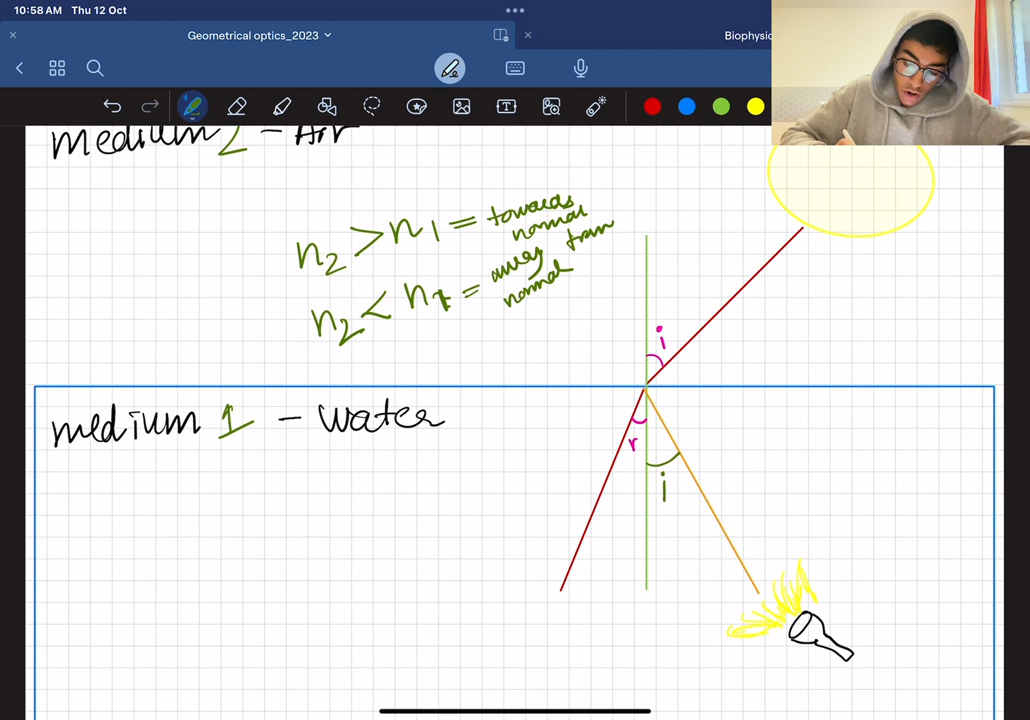 10:58 AM Thu 12 Oct
Geometrical optics_2023
Biophysi
medium 2 - Air
n2 > n1 = towards normal
n2 < n1 = away from normal
i
medium 1 - water
r
i